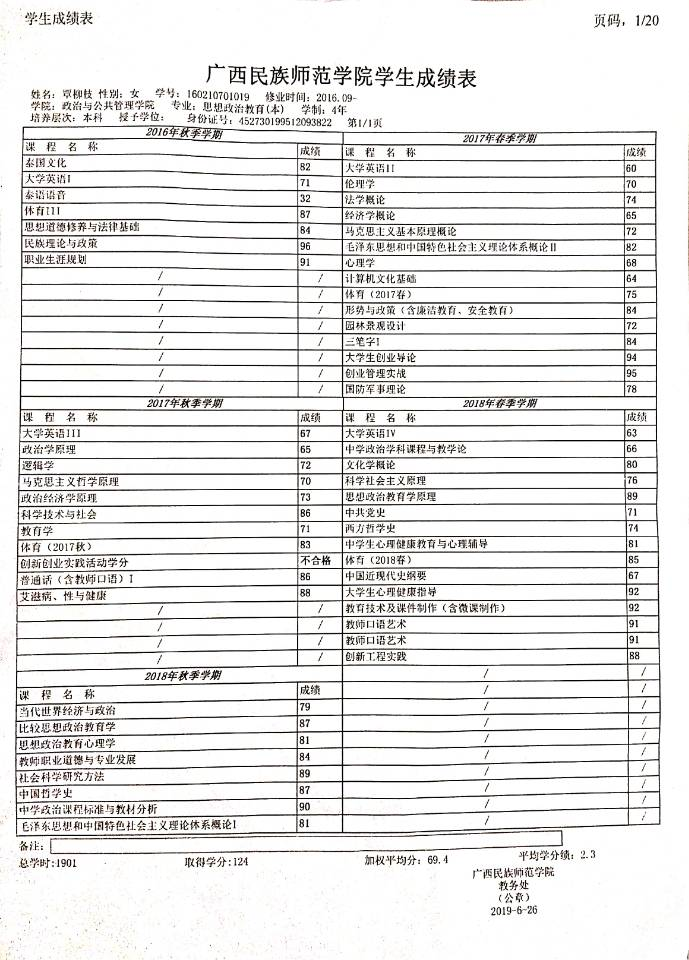 学生成绩表
页码，1/20
广西民族师范学院学生成绩表
姓名：覃柳枝 性别：女 学号：160210701019 修业时间：2016.09-
学院：政治与公共管理学院 专业：思想政治教育(本) 学制：4年
培养层次：本科 授予学位： 身份证号：452730199512093822 第1/1页
2016年秋季学期
课 程 名 称 成绩
泰国文化 82
大学英语I 71
泰语语音 32
体育III 87
思想道德修养与法律基础 84
民族理论与政策 96
职业生涯规划 91
/ /
/ /
/ /
/ /
/ /
/ /
/ /
/ /
2017年春季学期
课 程 名 称 成绩
大学英语II 60
伦理学 70
法学概论 74
经济学概论 65
马克思主义基本原理概论 72
毛泽东思想和中国特色社会主义理论体系概论Ⅱ 82
心理学 68
计算机文化基础 64
体育（2017春） 75
形势与政策（含廉洁教育、安全教育） 84
园林景观设计 72
三笔字I 84
大学生创业导论 94
创业管理实战 95
国防军事理论 78
2017年秋季学期
课 程 名 称 成绩
大学英语III 67
政治学原理 65
逻辑学 72
马克思主义哲学原理 70
政治经济学原理 73
科学技术与社会 86
教育学 71
体育（2017秋） 83
创新创业实践活动学分 不合格
普通话（含教师口语）I 86
艾滋病、性与健康 88
/ /
/ /
/ /
/ /
2018年春季学期
课 程 名 称 成绩
大学英语IV 63
中学政治学科课程与教学论 66
文化学概论 80
科学社会主义原理 76
思想政治教育学原理 89
中共党史 71
西方哲学史 74
中学生心理健康教育与心理辅导 81
体育（2018春） 85
中国近现代史纲要 67
大学生心理健康指导 92
教育技术及课件制作（含微课制作） 92
教师口语艺术 91
教师口语艺术 91
创新工程实践 88
2018年秋季学期
课 程 名 称 成绩
当代世界经济与政治 79
比较思想政治教育学 87
思想政治教育心理学 81
教师职业道德与专业发展 84
社会科学研究方法 89
中国哲学史 87
中学政治课程标准与教材分析 90
毛泽东思想和中国特色社会主义理论体系概论I 81
/ /
/ /
/ /
/ /
/ /
/ /
/ /
/ /
/ /
/ /
备注：
总学时:1901 取得学分:124 加权平均分：69.4 平均学分绩：2.3
广西民族师范学院
教务处
（公章）
2019-6-26